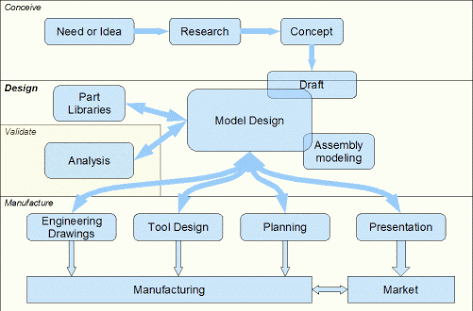 Conceive
Need or Idea
Research
Concept
Draft
Design
Part
Libraries
Model Design
Validate
Analysis
Assembly
modeling
Manufacture
Engineering
Drawings
Tool Design
Planning
Presentation
Manufacturing
Market